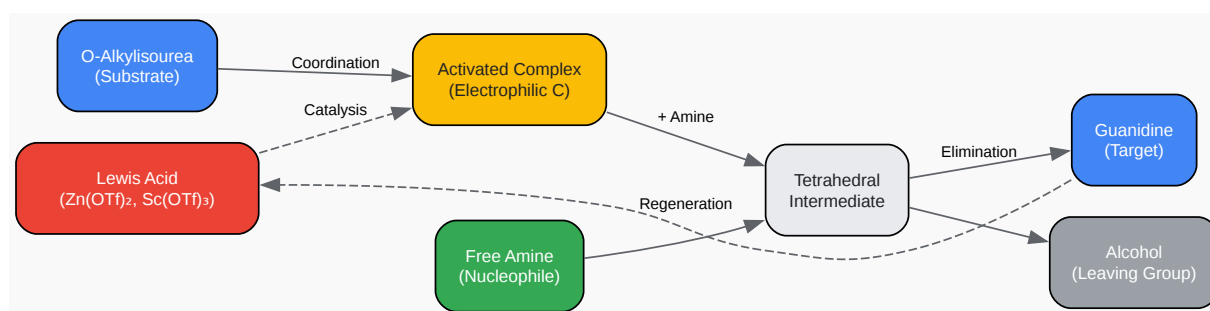 O-Alkylisourea
(Substrate)
Coordination
Activated Complex
(Electrophilic C)
Catalysis
Lewis Acid
(Zn(OTf)₂, Sc(OTf)₃)
+ Amine
Free Amine
(Nucleophile)
Regeneration
Tetrahedral
Intermediate
Elimination
Guanidine
(Target)
Alcohol
(Leaving Group)